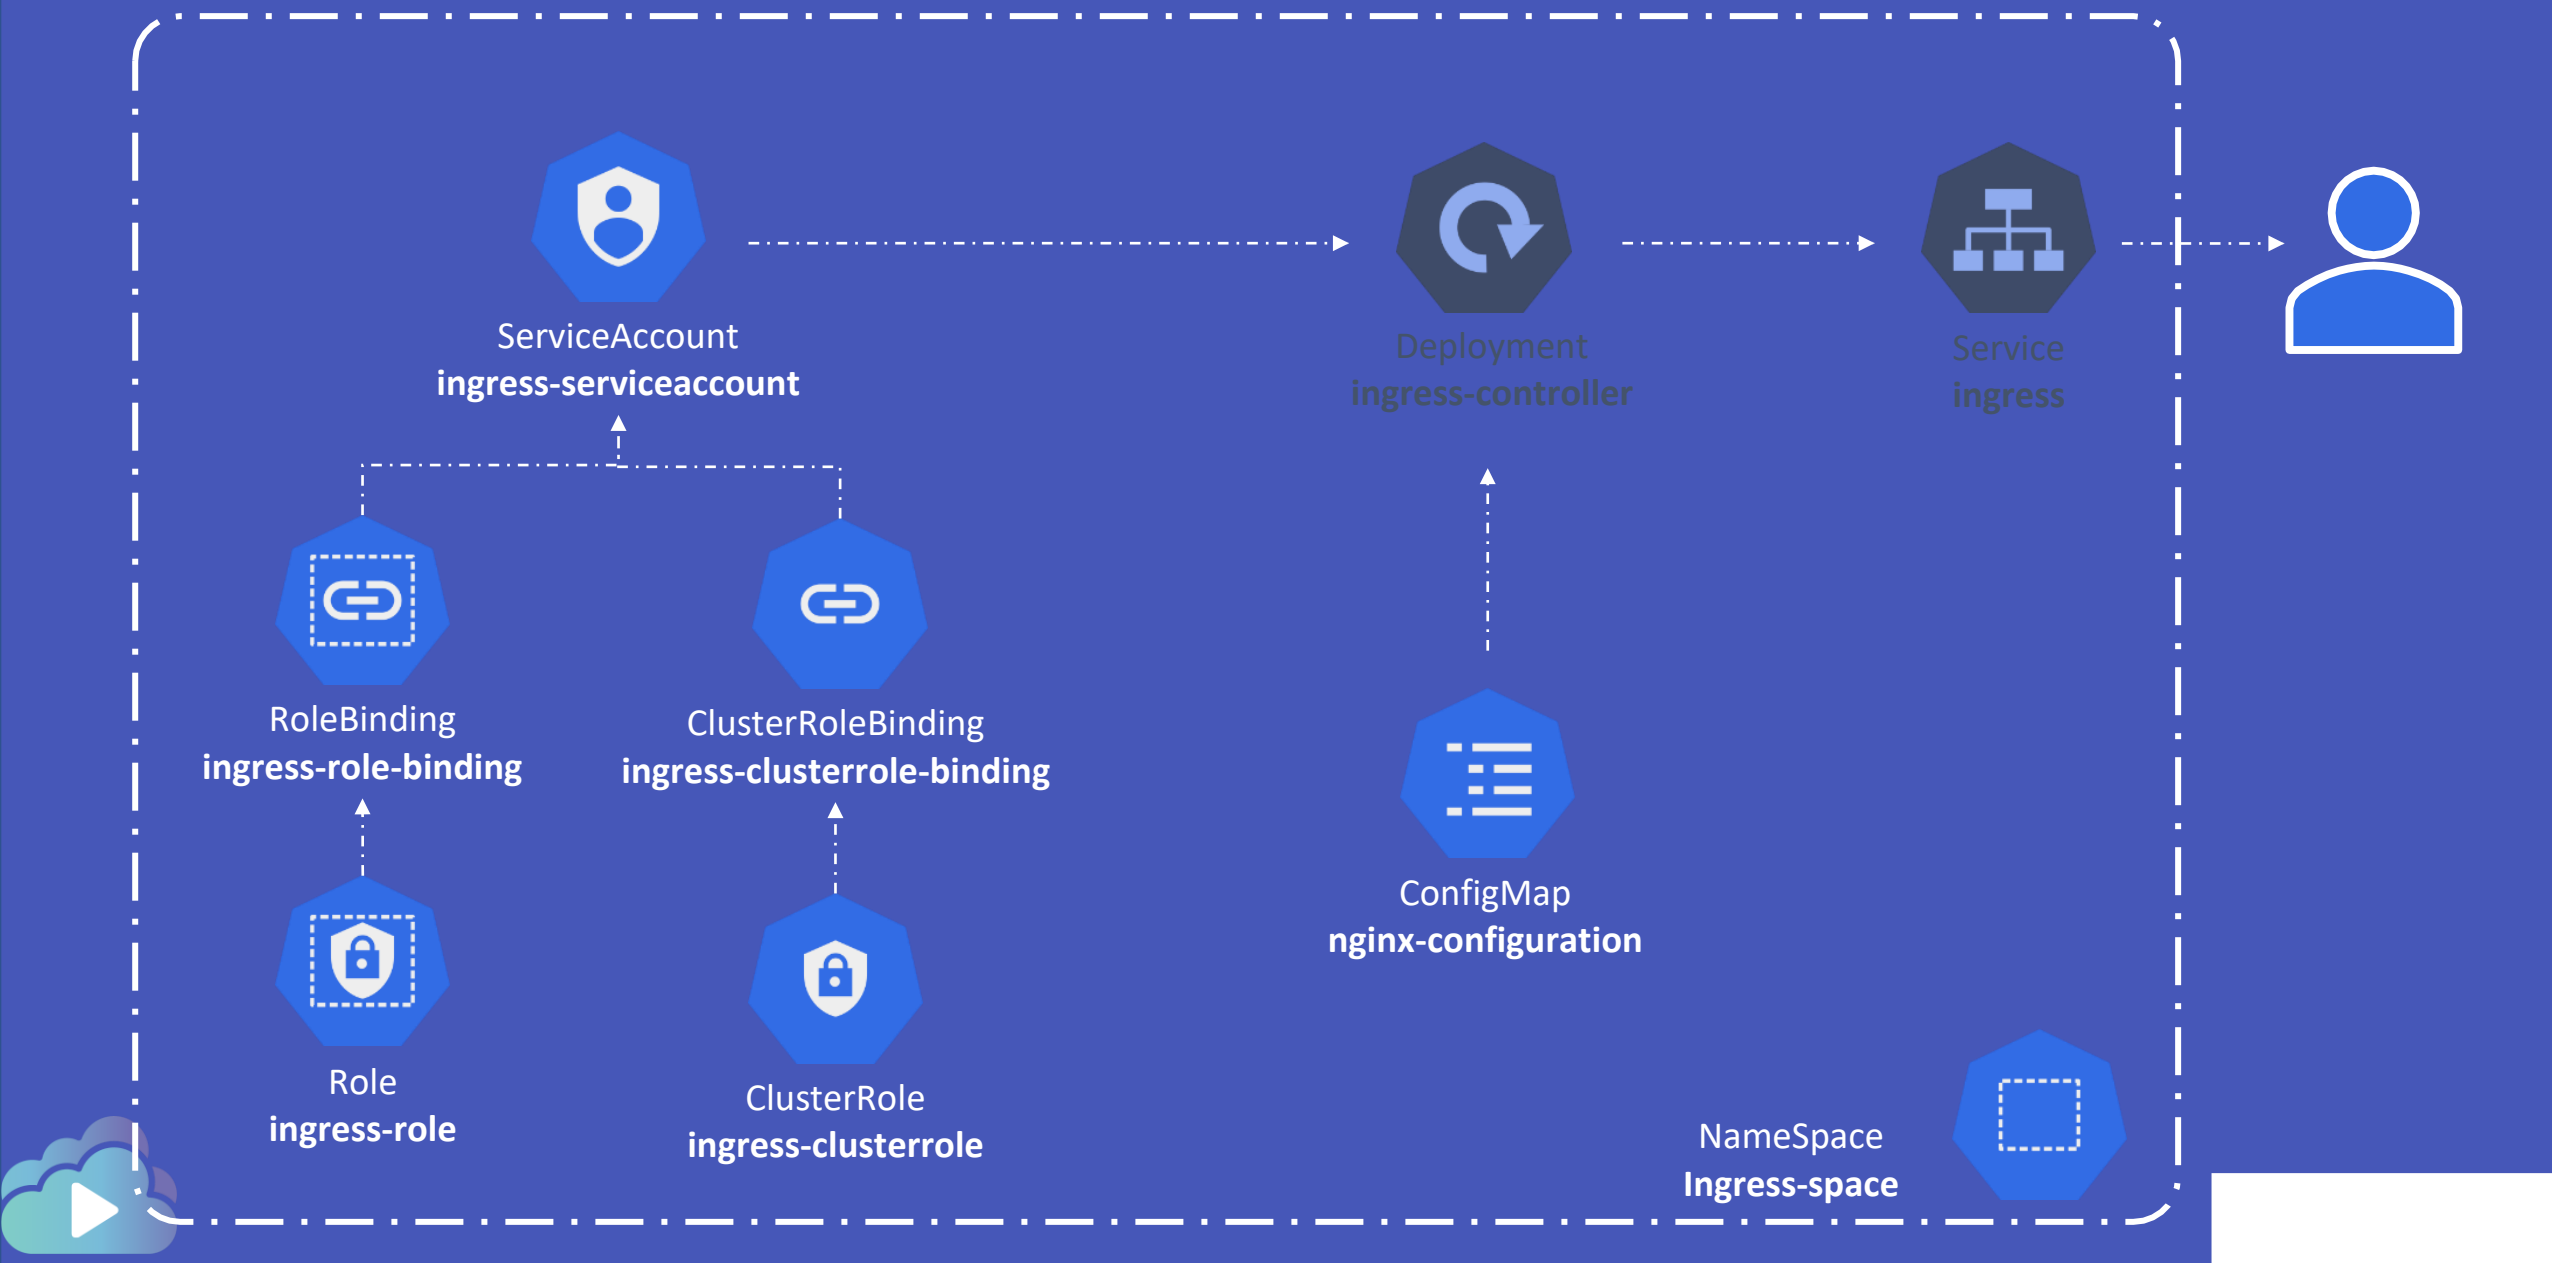 ServiceAccount
ingress-serviceaccount
Deployment
ingress-controller
Service
ingress
RoleBinding
ingress-role-binding
ClusterRoleBinding
ingress-clusterrole-binding
ConfigMap
nginx-configuration
Role
ingress-role
ClusterRole
ingress-clusterrole
NameSpace
Ingress-space